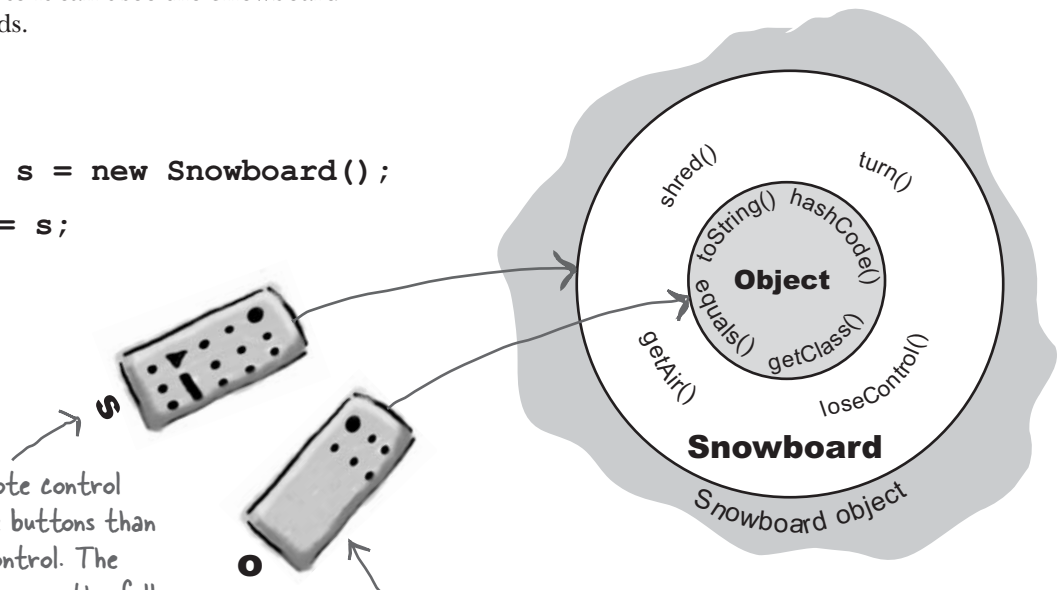 ds.
s = new Snowboard();
= s;
shred()
turn()
toString()
hashCode()
Object
equals()
getClass()
getAir()
loseControl()
Snowboard
Snowboard object
s
ote control
buttons than
ontrol. The
o